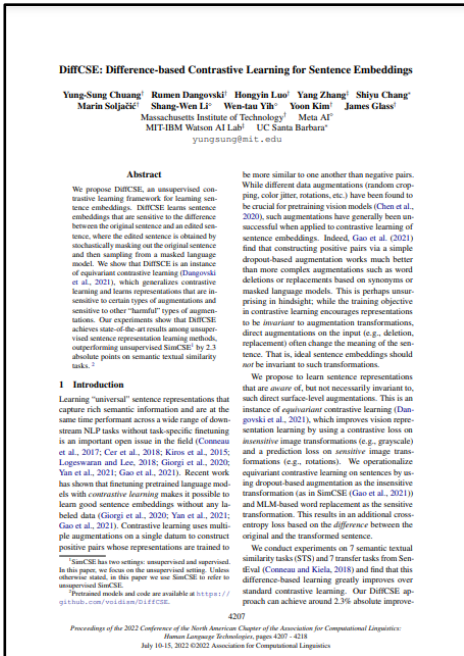 DiffCSE: Difference-based Contrastive Learning for Sentence Embeddings
Yung-Sung Chuang† Rumen Dangovski† Hongyin Luo† Yang Zhang‡ Shiyu Chang⋆
Marin Soljačić† Shang-Wen Li◦ Wen-tau Yih◦ Yoon Kim† James Glass†
Massachusetts Institute of Technology† Meta AI◦
MIT-IBM Watson AI Lab‡ UC Santa Barbara⋆
yungsung@mit.edu
Abstract
We propose DiffCSE, an unsupervised con-
trastive learning framework for learning sen-
tence embeddings. DiffCSE learns sentence
embeddings that are sensitive to the difference
between the original sentence and an edited sen-
tence, where the edited sentence is obtained by
stochastically masking out the original sentence
and then sampling from a masked language
model. We show that DiffSCE is an instance
of equivariant contrastive learning (Dangovski
et al., 2021), which generalizes contrastive
learning and learns representations that are in-
sensitive to certain types of augmentations and
sensitive to other "harmful" types of augmen-
tations. Our experiments show that DiffCSE
achieves state-of-the-art results among unsuper-
vised sentence representation learning methods,
outperforming unsupervised SimCSE1 by 2.3
absolute points on semantic textual similarity
tasks. 2
1 Introduction
Learning "universal" sentence representations that
capture rich semantic information and are at the
same time performant across a wide range of down-
stream NLP tasks without task-specific finetuning
is an important open issue in the field (Conneau
et al., 2017; Cer et al., 2018; Kiros et al., 2015;
Logeswaran and Lee, 2018; Giorgi et al., 2020;
Yan et al., 2021; Gao et al., 2021). Recent work
has shown that finetuning pretrained language mod-
els with contrastive learning makes it possible to
learn good sentence embeddings without any la-
beled data (Giorgi et al., 2020; Yan et al., 2021;
Gao et al., 2021). Contrastive learning uses multi-
ple augmentations on a single datum to construct
positive pairs whose representations are trained to
1SimCSE has two settings: unsupervised and supervised.
In this paper, we focus on the unsupervised setting. Unless
otherwise stated, in this paper we use SimCSE to refer to
unsupervised SimCSE.
2Pretrained models and code are available at https://
github.com/voidism/DiffCSE.
be more similar to one another than negative pairs.
While different data augmentations (random crop-
ping, color jitter, rotations, etc.) have been found to
be crucial for pretraining vision models (Chen et al.,
2020), such augmentations have generally been un-
successful when applied to contrastive learning of
sentence embeddings. Indeed, Gao et al. (2021)
find that constructing positive pairs via a simple
dropout-based augmentation works much better
than more complex augmentations such as word
deletions or replacements based on synonyms or
masked language models. This is perhaps unsur-
prising in hindsight; while the training objective
in contrastive learning encourages representations
to be invariant to augmentation transformations,
direct augmentations on the input (e.g., deletion,
replacement) often change the meaning of the sen-
tence. That is, ideal sentence embeddings should
not be invariant to such transformations.
We propose to learn sentence representations
that are aware of, but not necessarily invariant to,
such direct surface-level augmentations. This is an
instance of equivariant contrastive learning (Dan-
govski et al., 2021), which improves vision repre-
sentation learning by using a contrastive loss on
insensitive image transformations (e.g., grayscale)
and a prediction loss on sensitive image trans-
formations (e.g., rotations). We operationalize
equivariant contrastive learning on sentences by us-
ing dropout-based augmentation as the insensitive
transformation (as in SimCSE (Gao et al., 2021))
and MLM-based word replacement as the sensitive
transformation. This results in an additional cross-
entropy loss based on the difference between the
original and the transformed sentence.
We conduct experiments on 7 semantic textual
similarity tasks (STS) and 7 transfer tasks from Sen-
tEval (Conneau and Kiela, 2018) and find that this
difference-based learning greatly improves over
standard contrastive learning. Our DiffCSE ap-
proach can achieve around 2.3% absolute improve-
4207
Proceedings of the 2022 Conference of the North American Chapter of the Association for Computational Linguistics:
Human Language Technologies, pages 4207 - 4218
July 10-15, 2022 ©2022 Association for Computational Linguistics